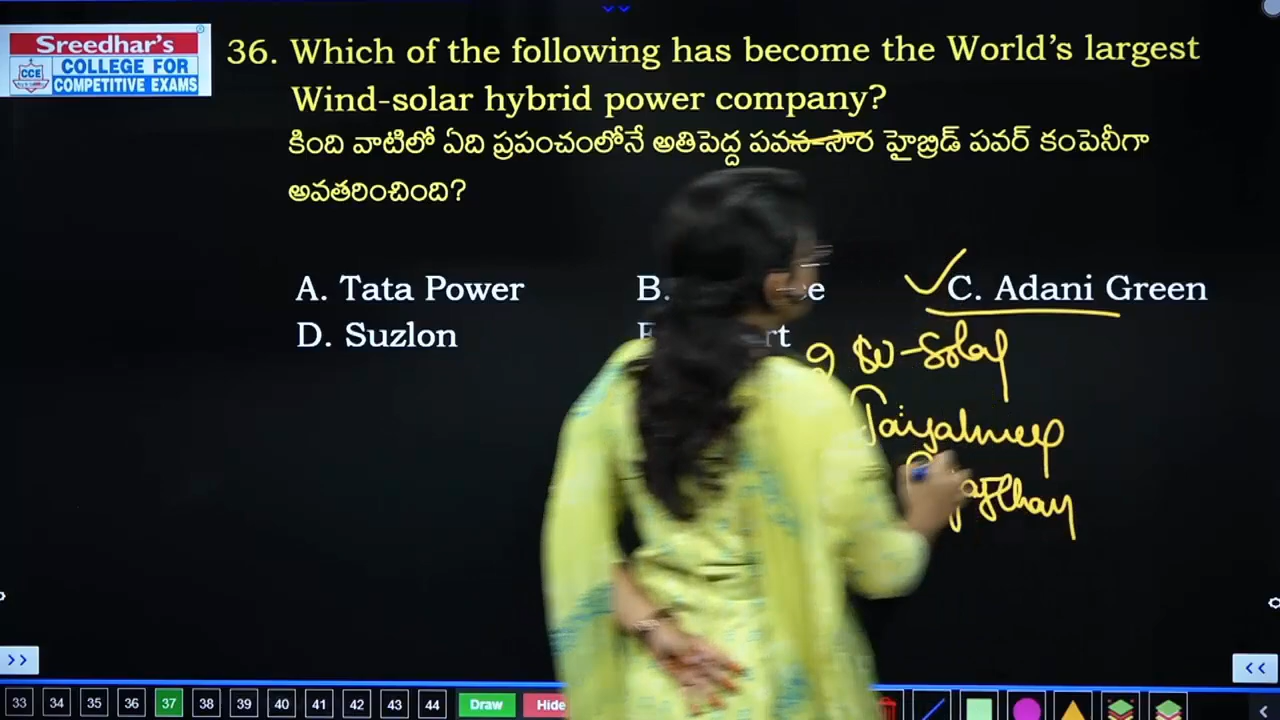 Sreedhar's
CCE
COLLEGE FOR
COMPETITIVE EXAMS
36. Which of the following has become the World's largest
Wind-solar hybrid power company?
కింది వాటిలో ఏది ప్రపంచంలోనే అతిపెద్ద పవన-సౌర హైబ్రిడ్ పవర్ కంపెనీగా
అవతరించింది?
A. Tata Power
B.
C. Adani Green
D. Suzlon
solar
>>
<<
33 34 35 36 37 38 39 40 41 42 43 44 Draw Hide